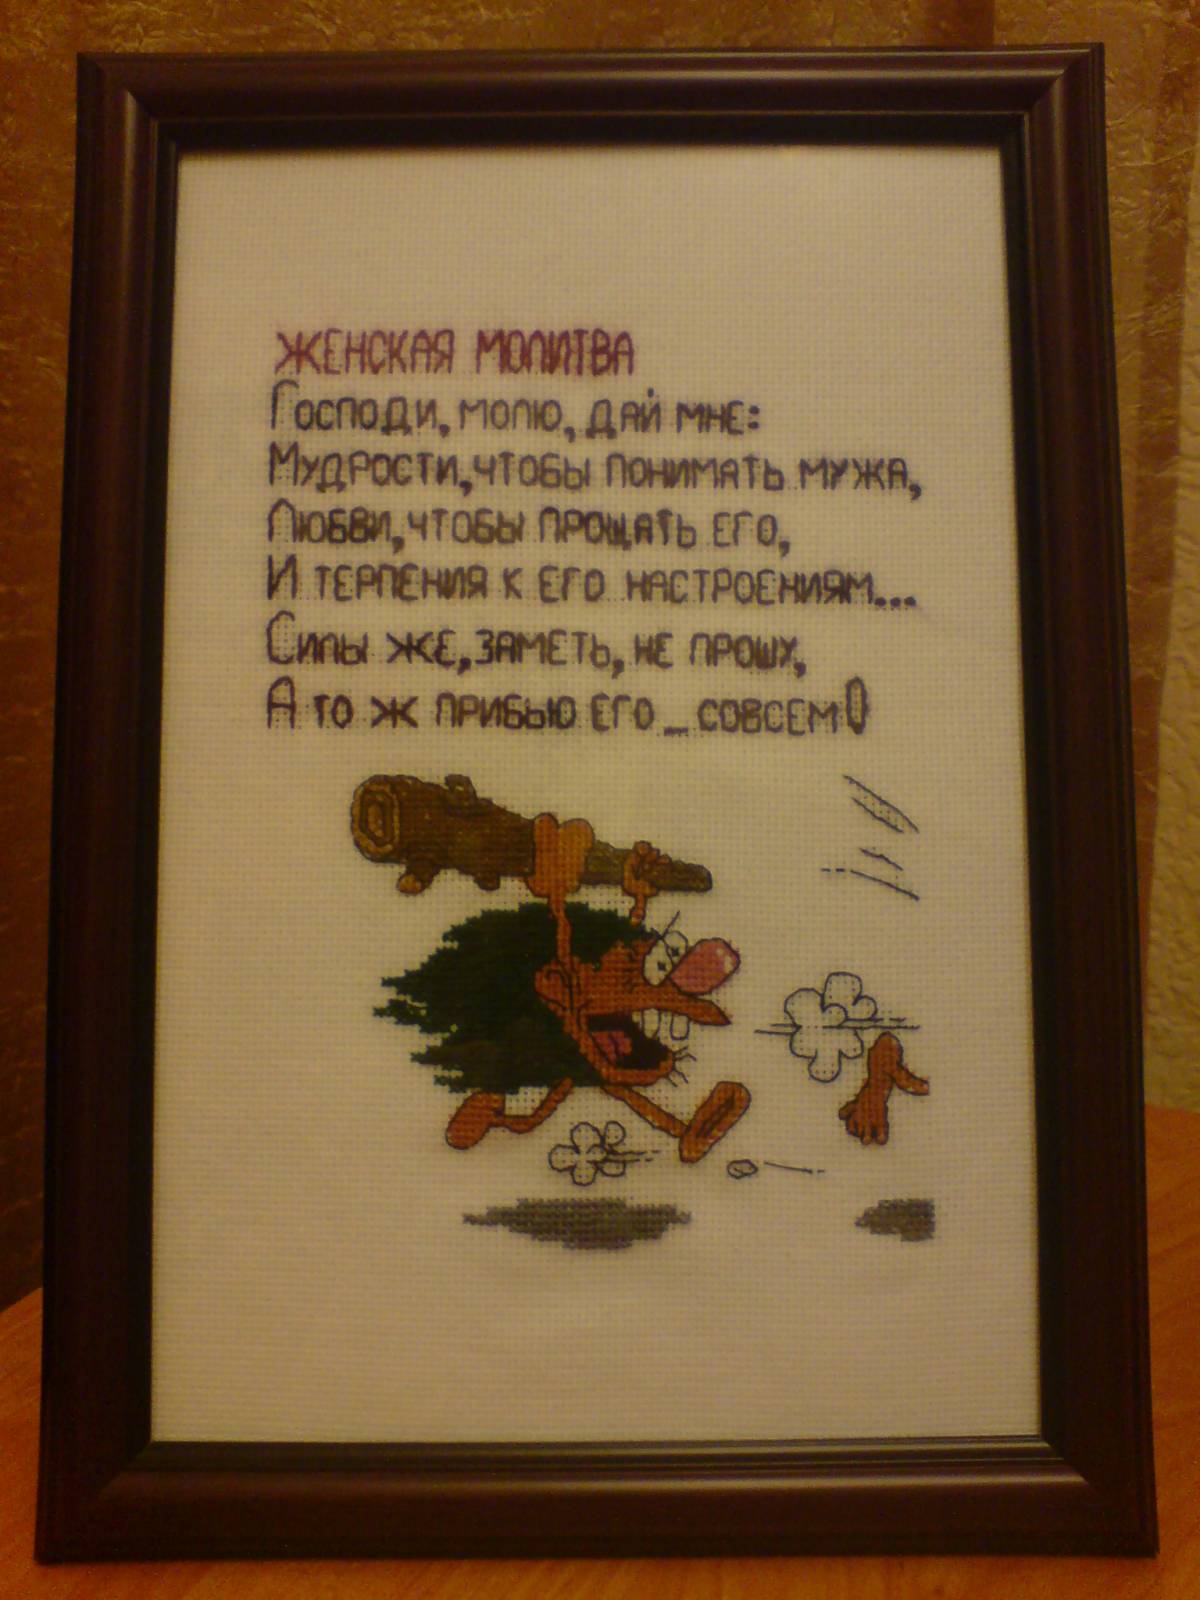 ЖЕНСКАЯ МОЛИТВА
Господи, молю, дай мне:
Мудрости, чтобы понимать мужа,
Любви, чтобы прощать его,
И терпения к его настроениям...
Силы же, заметь, не прошу,
А то ж прибью его _ совсем!